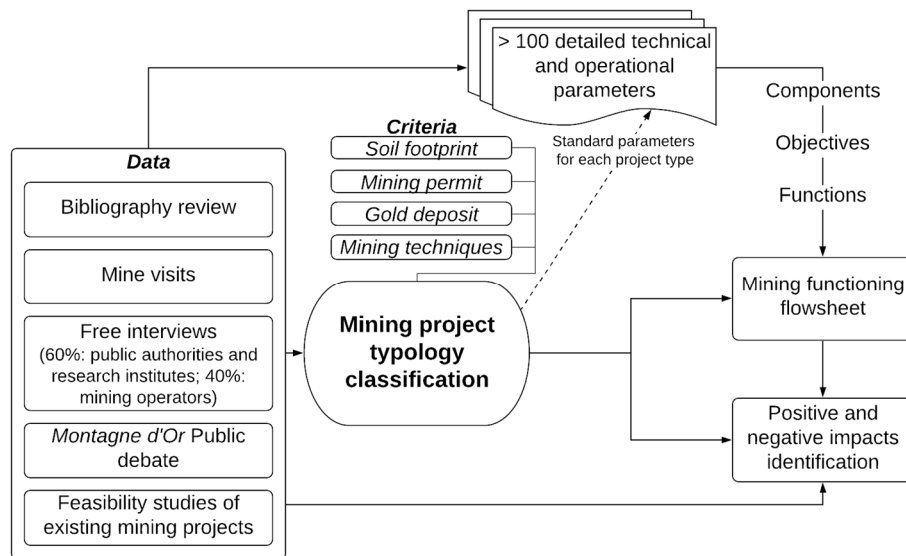 > 100 detailed technical
and operational
parameters
Components
Objectives
Functions
Standard parameters
for each project type
Criteria
Soil footprint
Mining permit
Gold deposit
Mining techniques
Data
Bibliography review
Mine visits
Free interviews
(60%: public authorities and
research institutes; 40%:
mining operators)
Montagne d'Or Public
debate
Feasibility studies of
existing mining projects
Mining project
typology
classification
Mining functioning
flowsheet
Positive and
negative impacts
identification